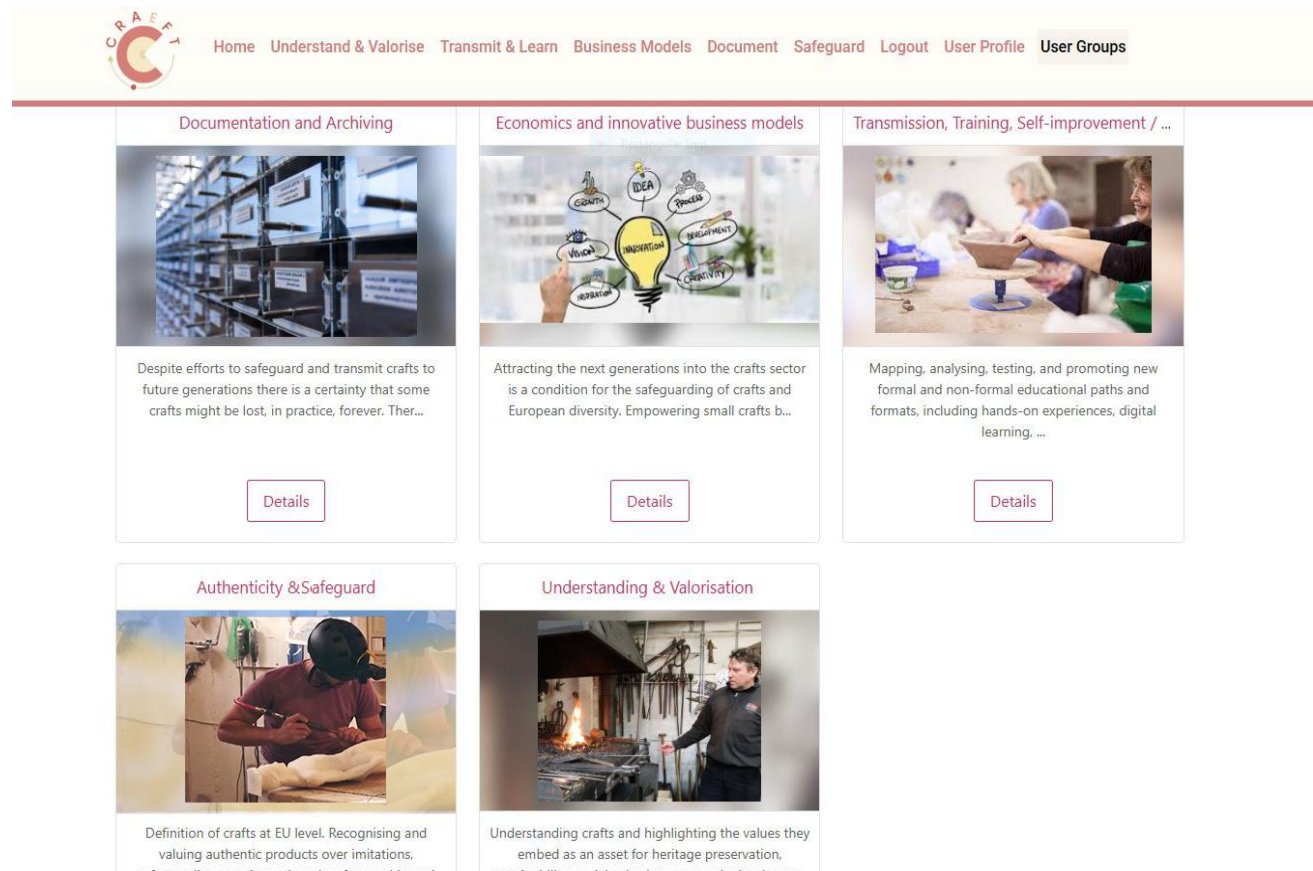 CRAEFT
Home Understand & Valorise Transmit & Learn Business Models Document Safeguard Logout User Profile User Groups
Documentation and Archiving
Economics and innovative business models
Transmission, Training, Self-improvement / ...
IDEA
GROWTH
PROCESS
VISION
INNOVATION
DEVELOPMENT
INSPIRATION
CREATIVITY
Despite efforts to safeguard and transmit crafts to
future generations there is a certainty that some
crafts might be lost, in practice, forever. Ther...
Attracting the next generations into the crafts sector
is a condition for the safeguarding of crafts and
European diversity. Empowering small crafts b...
Mapping, analysing, testing, and promoting new
formal and non-formal educational paths and
formats, including hands-on experiences, digital
learning, ...
Details
Details
Details
Authenticity &Safeguard
Understanding & Valorisation
Definition of crafts at EU level. Recognising and
valuing authentic products over imitations,
Understanding crafts and highlighting the values they
embed as an asset for heritage preservation,